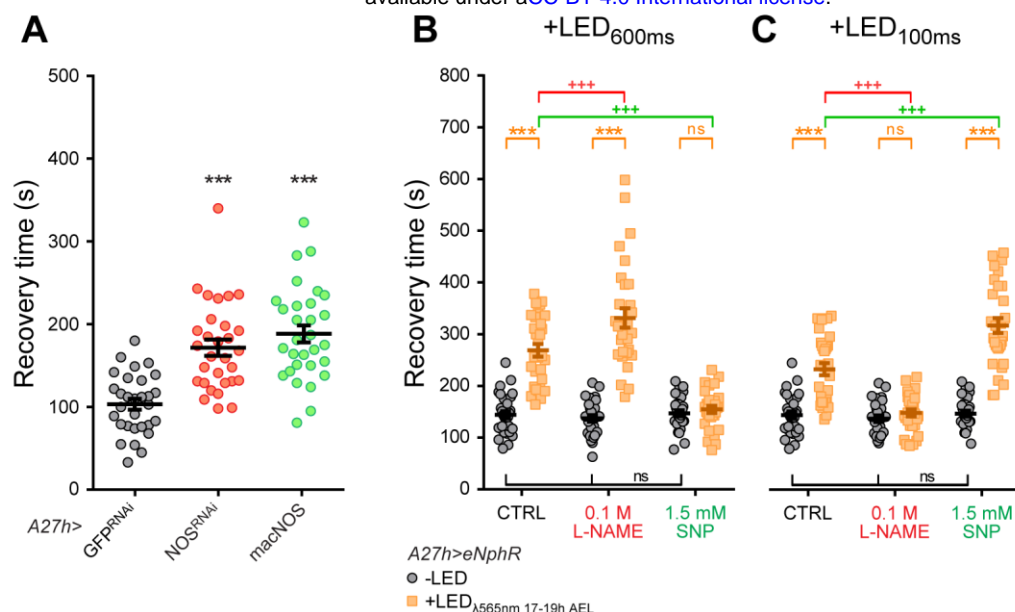 available under aCC-BY 4.0 International license.
A
B
+LED600ms
C
+LED100ms
Recovery time (s)
500
400
300
200
100
0
***
***
A27h>
GFPRNAi
NOSRNAi
macNOS
Recovery time (s)
800
700
600
500
400
300
200
100
0
+++
+++
***
***
ns
ns
CTRL
0.1 M
L-NAME
1.5 mM
SNP
Recovery time (s)
+++
+++
***
ns
***
ns
CTRL
0.1 M
L-NAME
1.5 mM
SNP
A27h>eNphR
-LED
+LEDλ565nm 17-19h AEL